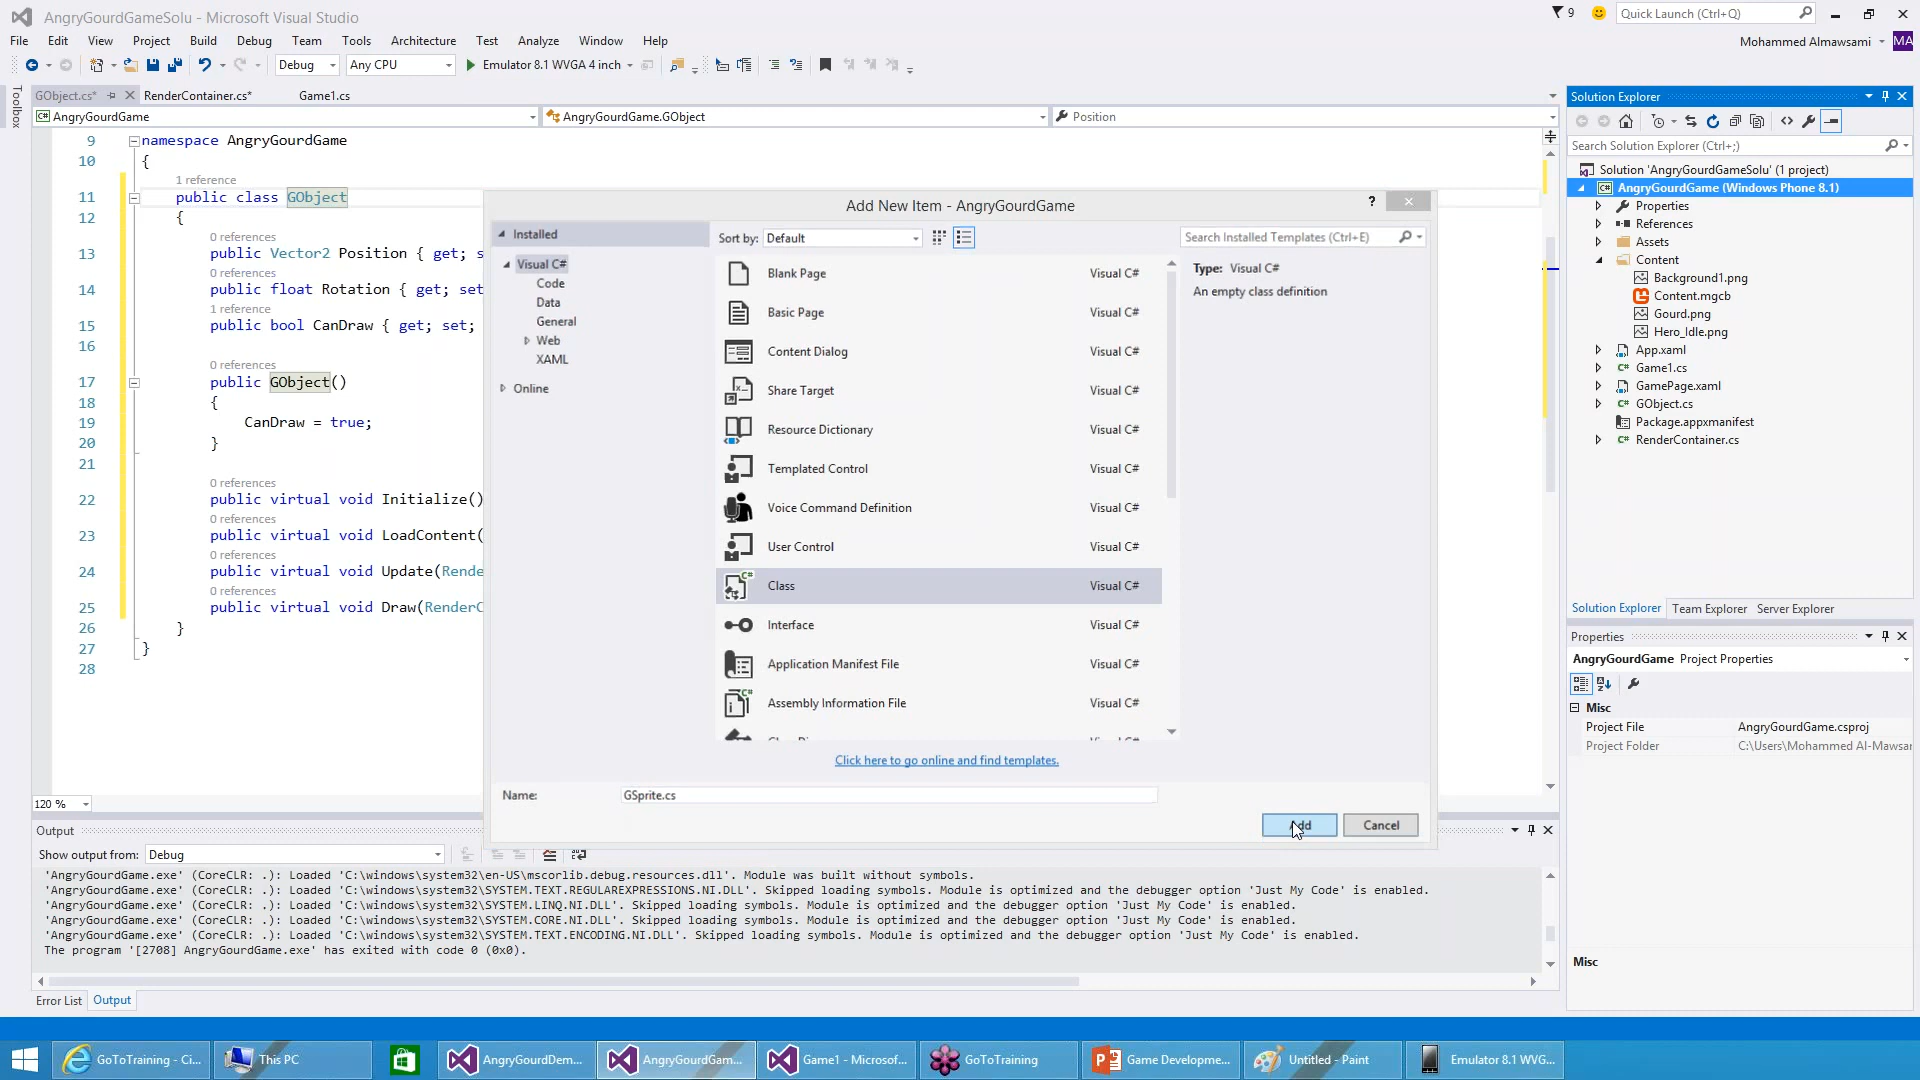 AngryGourdGameSolu - Microsoft Visual Studio
9
Quick Launch (Ctrl+Q)
File Edit View Project Build Debug Team Tools Architecture Test Analyze Window Help
Mohammed Almawsami
MA
Debug Any CPU Emulator 8.1 WVGA 4 inch
Toolbox
GObject.cs* RenderContainer.cs* Game1.cs
AngryGourdGame AngryGourdGame.GObject Position
9 namespace AngryGourdGame
10 {
1 reference
11 public class GObject
12 {
0 references
13 public Vector2 Position { get; s
0 references
14 public float Rotation { get; set
1 reference
15 public bool CanDraw { get; set;
16
0 references
17 public GObject()
18 {
19 CanDraw = true;
20 }
21
0 references
22 public virtual void Initialize()
0 references
23 public virtual void LoadContent(
0 references
24 public virtual void Update(Rende
0 references
25 public virtual void Draw(RenderC
26 }
27 }
28
120 %
Add New Item - AngryGourdGame
?
Installed
Visual C#
Code
Data
General
Web
XAML
Online
Sort by: Default
Search Installed Templates (Ctrl+E)
Blank Page Visual C#
Basic Page Visual C#
Content Dialog Visual C#
Share Target Visual C#
Resource Dictionary Visual C#
Templated Control Visual C#
Voice Command Definition Visual C#
User Control Visual C#
Class Visual C#
Interface Visual C#
Application Manifest File Visual C#
Assembly Information File Visual C#
Type: Visual C#
An empty class definition
Click here to go online and find templates.
Name: GSprite.cs
Add Cancel
Solution Explorer
Search Solution Explorer (Ctrl+;)
Solution 'AngryGourdGameSolu' (1 project)
AngryGourdGame (Windows Phone 8.1)
Properties
References
Assets
Content
Background1.png
Content.mgcb
Gourd.png
Hero_Idle.png
App.xaml
Game1.cs
GamePage.xaml
GObject.cs
Package.appxmanifest
RenderContainer.cs
Solution Explorer Team Explorer Server Explorer
Properties
AngryGourdGame Project Properties
Misc
Project File AngryGourdGame.csproj
Project Folder C:\Users\Mohammed Al-Mawsar
Misc
Output
Show output from: Debug
'AngryGourdGame.exe' (CoreCLR: .): Loaded 'C:\windows\system32\en-US\mscorlib.debug.resources.dll'. Module was built without symbols.
'AngryGourdGame.exe' (CoreCLR: .): Loaded 'C:\windows\system32\SYSTEM.TEXT.REGULAREXPRESSIONS.NI.DLL'. Skipped loading symbols. Module is optimized and the debugger option 'Just My Code' is enabled.
'AngryGourdGame.exe' (CoreCLR: .): Loaded 'C:\windows\system32\SYSTEM.LINQ.NI.DLL'. Skipped loading symbols. Module is optimized and the debugger option 'Just My Code' is enabled.
'AngryGourdGame.exe' (CoreCLR: .): Loaded 'C:\windows\system32\SYSTEM.CORE.NI.DLL'. Skipped loading symbols. Module is optimized and the debugger option 'Just My Code' is enabled.
'AngryGourdGame.exe' (CoreCLR: .): Loaded 'C:\windows\system32\SYSTEM.TEXT.ENCODING.NI.DLL'. Skipped loading symbols. Module is optimized and the debugger option 'Just My Code' is enabled.
The program '[2708] AngryGourdGame.exe' has exited with code 0 (0x0).
Error List Output
GoToTraining - Ci... This PC AngryGourdDem... AngryGourdGam... Game1 - Microsof... GoToTraining Game Developme... Untitled - Paint Emulator 8.1 WVG...